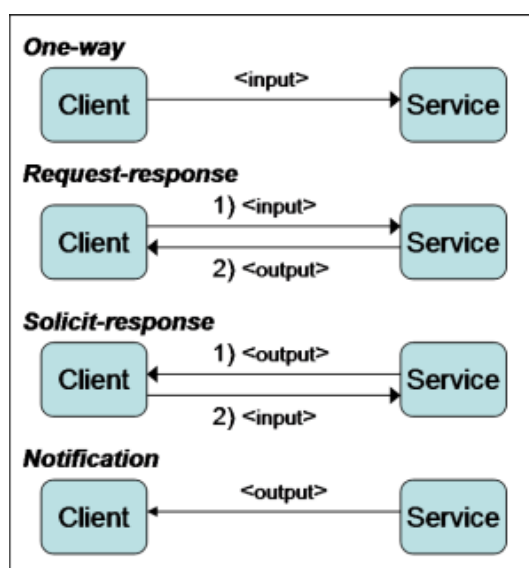 One-way
Client <input> Service
Request-response
1) <input>
Client Service
2) <output>
Solicit-response
1) <output>
Client Service
2) <input>
Notification
<output>
Client Service